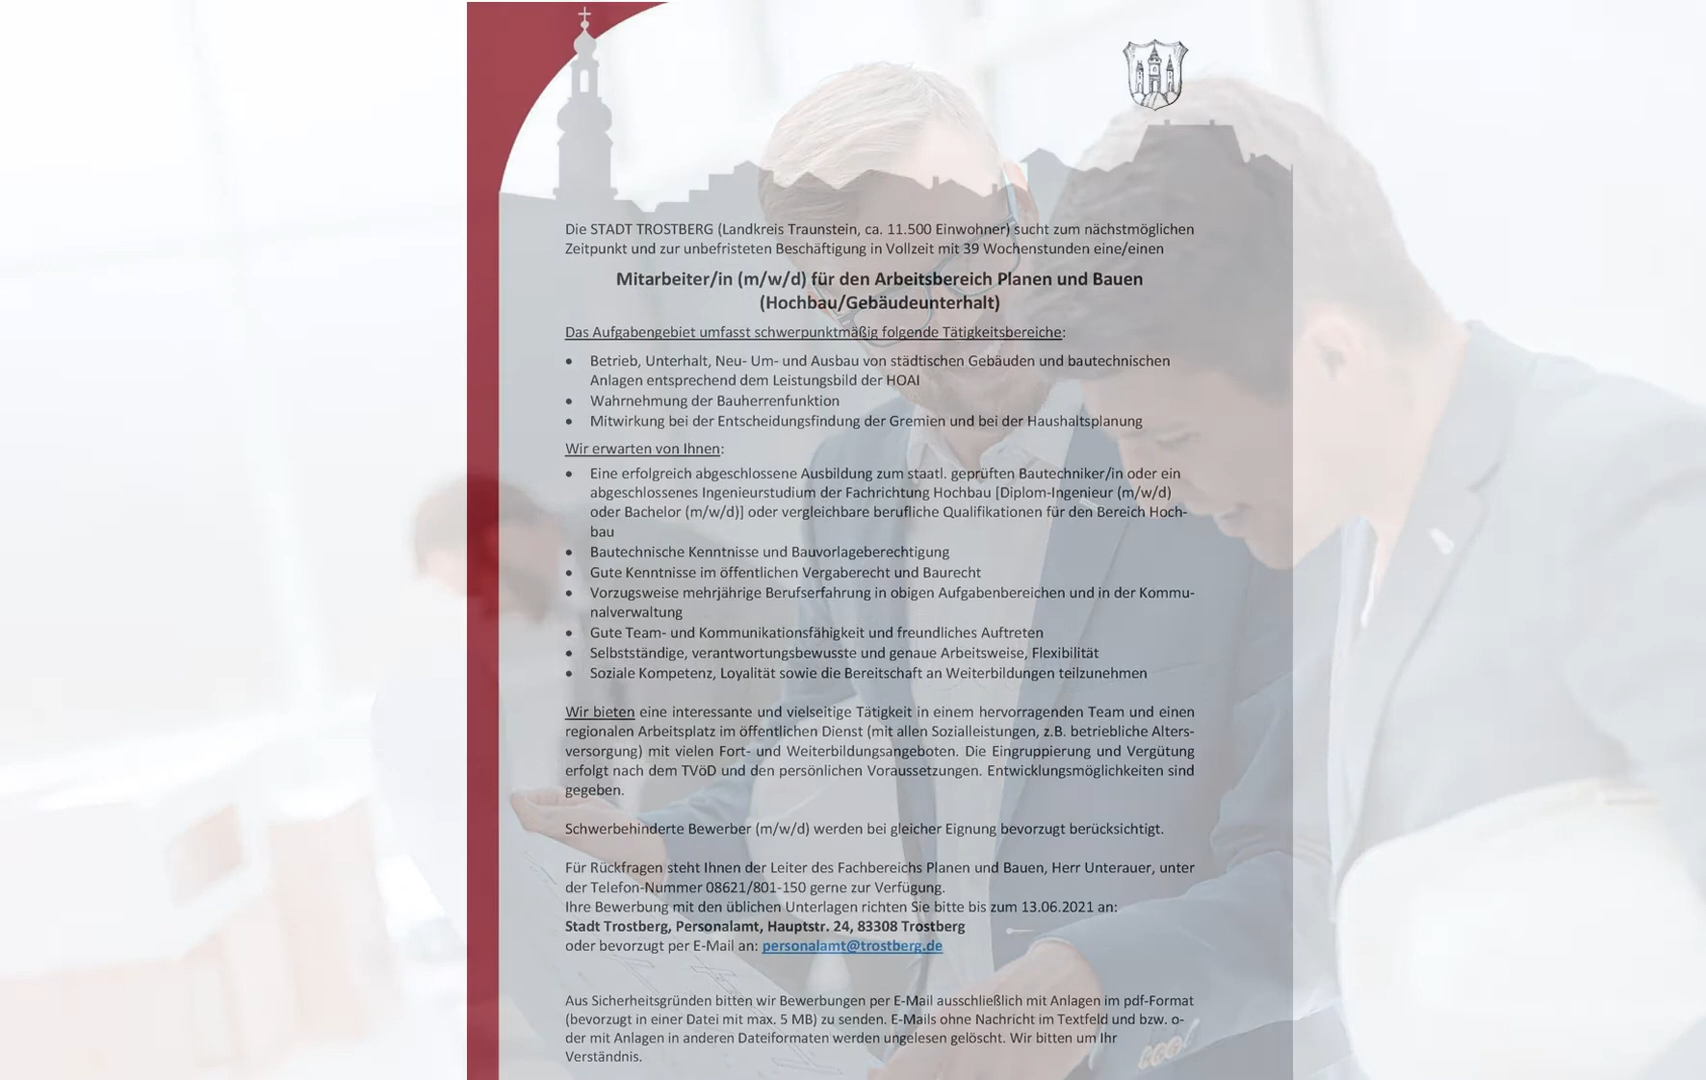 Die STADT TROSTBERG (Landkreis Traunstein, ca. 11.500 Einwohner) sucht zum nächstmöglichen
Zeitpunkt und zur unbefristeten Beschäftigung in Vollzeit mit 39 Wochenstunden eine/einen
Mitarbeiter/in (m/w/d) für den Arbeitsbereich Planen und Bauen
(Hochbau/Gebäudeunterhalt)
Das Aufgabengebiet umfasst schwerpunktmäßig folgende Tätigkeitsbereiche:
• Betrieb, Unterhalt, Neu- Um- und Ausbau von städtischen Gebäuden und bautechnischen
Anlagen entsprechend dem Leistungsbild der HOAI
• Wahrnehmung der Bauherrenfunktion
• Mitwirkung bei der Entscheidungsfindung der Gremien und bei der Haushaltsplanung
Wir erwarten von Ihnen:
• Eine erfolgreich abgeschlossene Ausbildung zum staatl. geprüften Bautechniker/in oder ein
abgeschlossenes Ingenieurstudium der Fachrichtung Hochbau [Diplom-Ingenieur (m/w/d)
oder Bachelor (m/w/d)] oder vergleichbare berufliche Qualifikationen für den Bereich Hoch-
bau
• Bautechnische Kenntnisse und Bauvorlageberechtigung
• Gute Kenntnisse im öffentlichen Vergaberecht und Baurecht
• Vorzugsweise mehrjährige Berufserfahrung in obigen Aufgabenbereichen und in der Kommu-
nalverwaltung
• Gute Team- und Kommunikationsfähigkeit und freundliches Auftreten
• Selbstständige, verantwortungsbewusste und genaue Arbeitsweise, Flexibilität
• Soziale Kompetenz, Loyalität sowie die Bereitschaft an Weiterbildungen teilzunehmen
Wir bieten eine interessante und vielseitige Tätigkeit in einem hervorragenden Team und einen
regionalen Arbeitsplatz im öffentlichen Dienst (mit allen Sozialleistungen, z.B. betriebliche Alters-
versorgung) mit vielen Fort- und Weiterbildungsangeboten. Die Eingruppierung und Vergütung
erfolgt nach dem TVöD und den persönlichen Voraussetzungen. Entwicklungsmöglichkeiten sind
gegeben.
Schwerbehinderte Bewerber (m/w/d) werden bei gleicher Eignung bevorzugt berücksichtigt.
Für Rückfragen steht Ihnen der Leiter des Fachbereichs Planen und Bauen, Herr Unterauer, unter
der Telefon-Nummer 08621/801-150 gerne zur Verfügung.
Ihre Bewerbung mit den üblichen Unterlagen richten Sie bitte bis zum 13.06.2021 an:
Stadt Trostberg, Personalamt, Hauptstr. 24, 83308 Trostberg
oder bevorzugt per E-Mail an: personalamt@trostberg.de
Aus Sicherheitsgründen bitten wir Bewerbungen per E-Mail ausschließlich mit Anlagen im pdf-Format
(bevorzugt in einer Datei mit max. 5 MB) zu senden. E-Mails ohne Nachricht im Textfeld und bzw. o-
der mit Anlagen in anderen Dateiformaten werden ungelesen gelöscht. Wir bitten um Ihr
Verständnis.